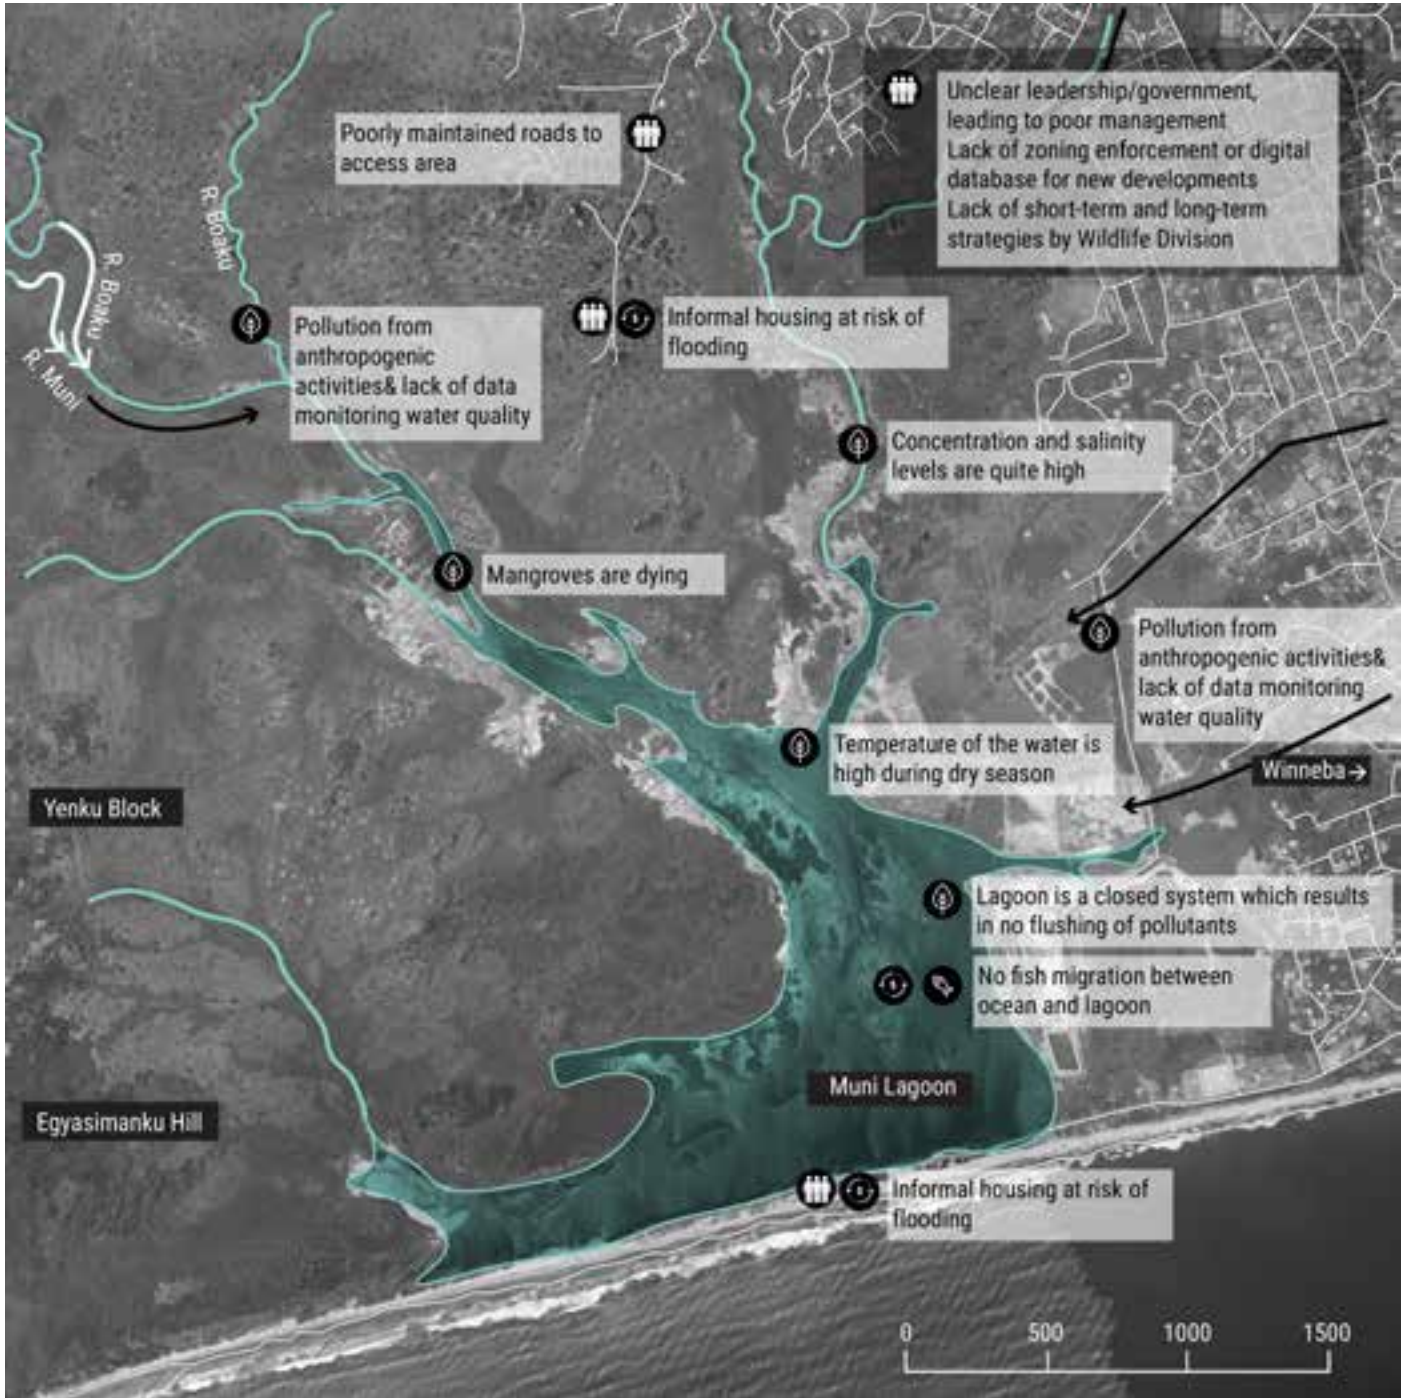 Unclear leadership/government,
leading to poor management
Lack of zoning enforcement or digital
database for new developments
Lack of short-term and long-term
strategies by Wildlife Division
Poorly maintained roads to
access area
R. Boaku
R. Boaku
R. Muni
Pollution from
anthropogenic
activities& lack of data
monitoring water quality
Informal housing at risk of
flooding
Concentration and salinity
levels are quite high
Mangroves are dying
Pollution from
anthropogenic activities&
lack of data monitoring
water quality
Temperature of the water is
high during dry season
Winneba→
Yenku Block
Lagoon is a closed system which results
in no flushing of pollutants
No fish migration between
ocean and lagoon
Muni Lagoon
Egyasimanku Hill
Informal housing at risk of
flooding
0 500 1000 1500